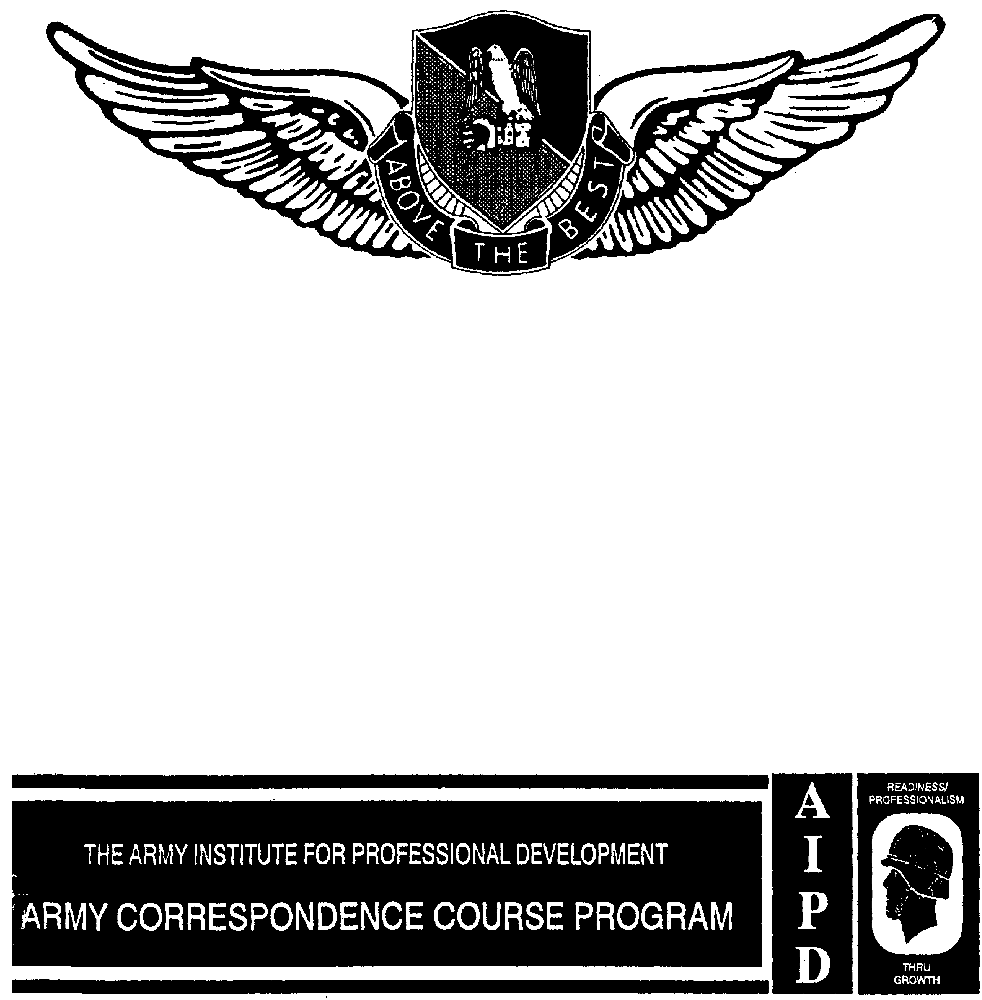 ABOVE THE BEST
THE ARMY INSTITUTE FOR PROFESSIONAL DEVELOPMENT
ARMY CORRESPONDENCE COURSE PROGRAM
A
I
P
D
READINESS/
PROFESSIONALISM
THRU
GROWTH